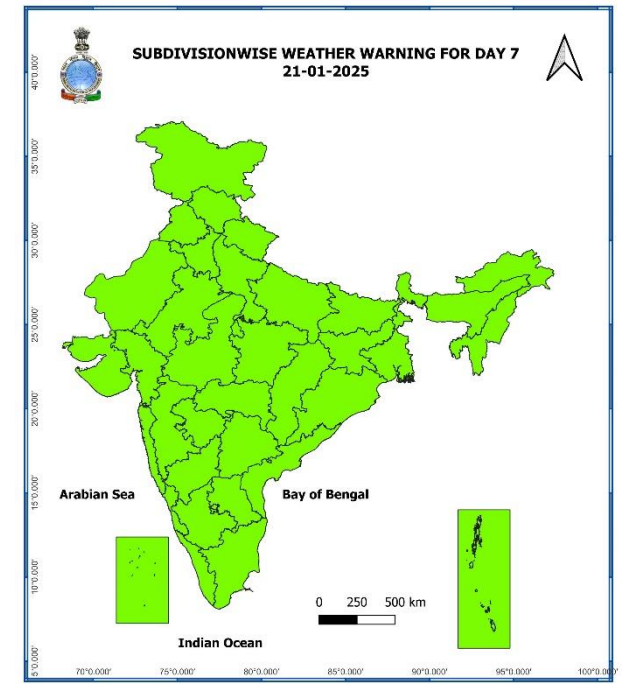 SUBDIVISIONWISE WEATHER WARNING FOR DAY 7
21-01-2025
40°0.000'
35°0.000'
30°0.000'
25°0.000'
20°0.000'
15°0.000'
10°0.000'
5°0.000'
Arabian Sea
Bay of Bengal
0 250 500 km
Indian Ocean
70°0.000' 75°0.000' 80°0.000' 85°0.000' 90°0.000' 95°0.000' 100°0.000'